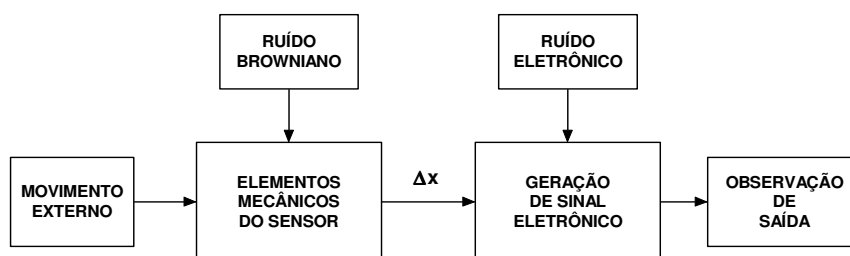 RUÍDO
BROWNIANO
RUÍDO
ELETRÔNICO
MOVIMENTO
EXTERNO
ELEMENTOS
MECÂNICOS
DO SENSOR
Δx
GERAÇÃO
DE SINAL
ELETRÔNICO
OBSERVAÇÃO
DE
SAÍDA